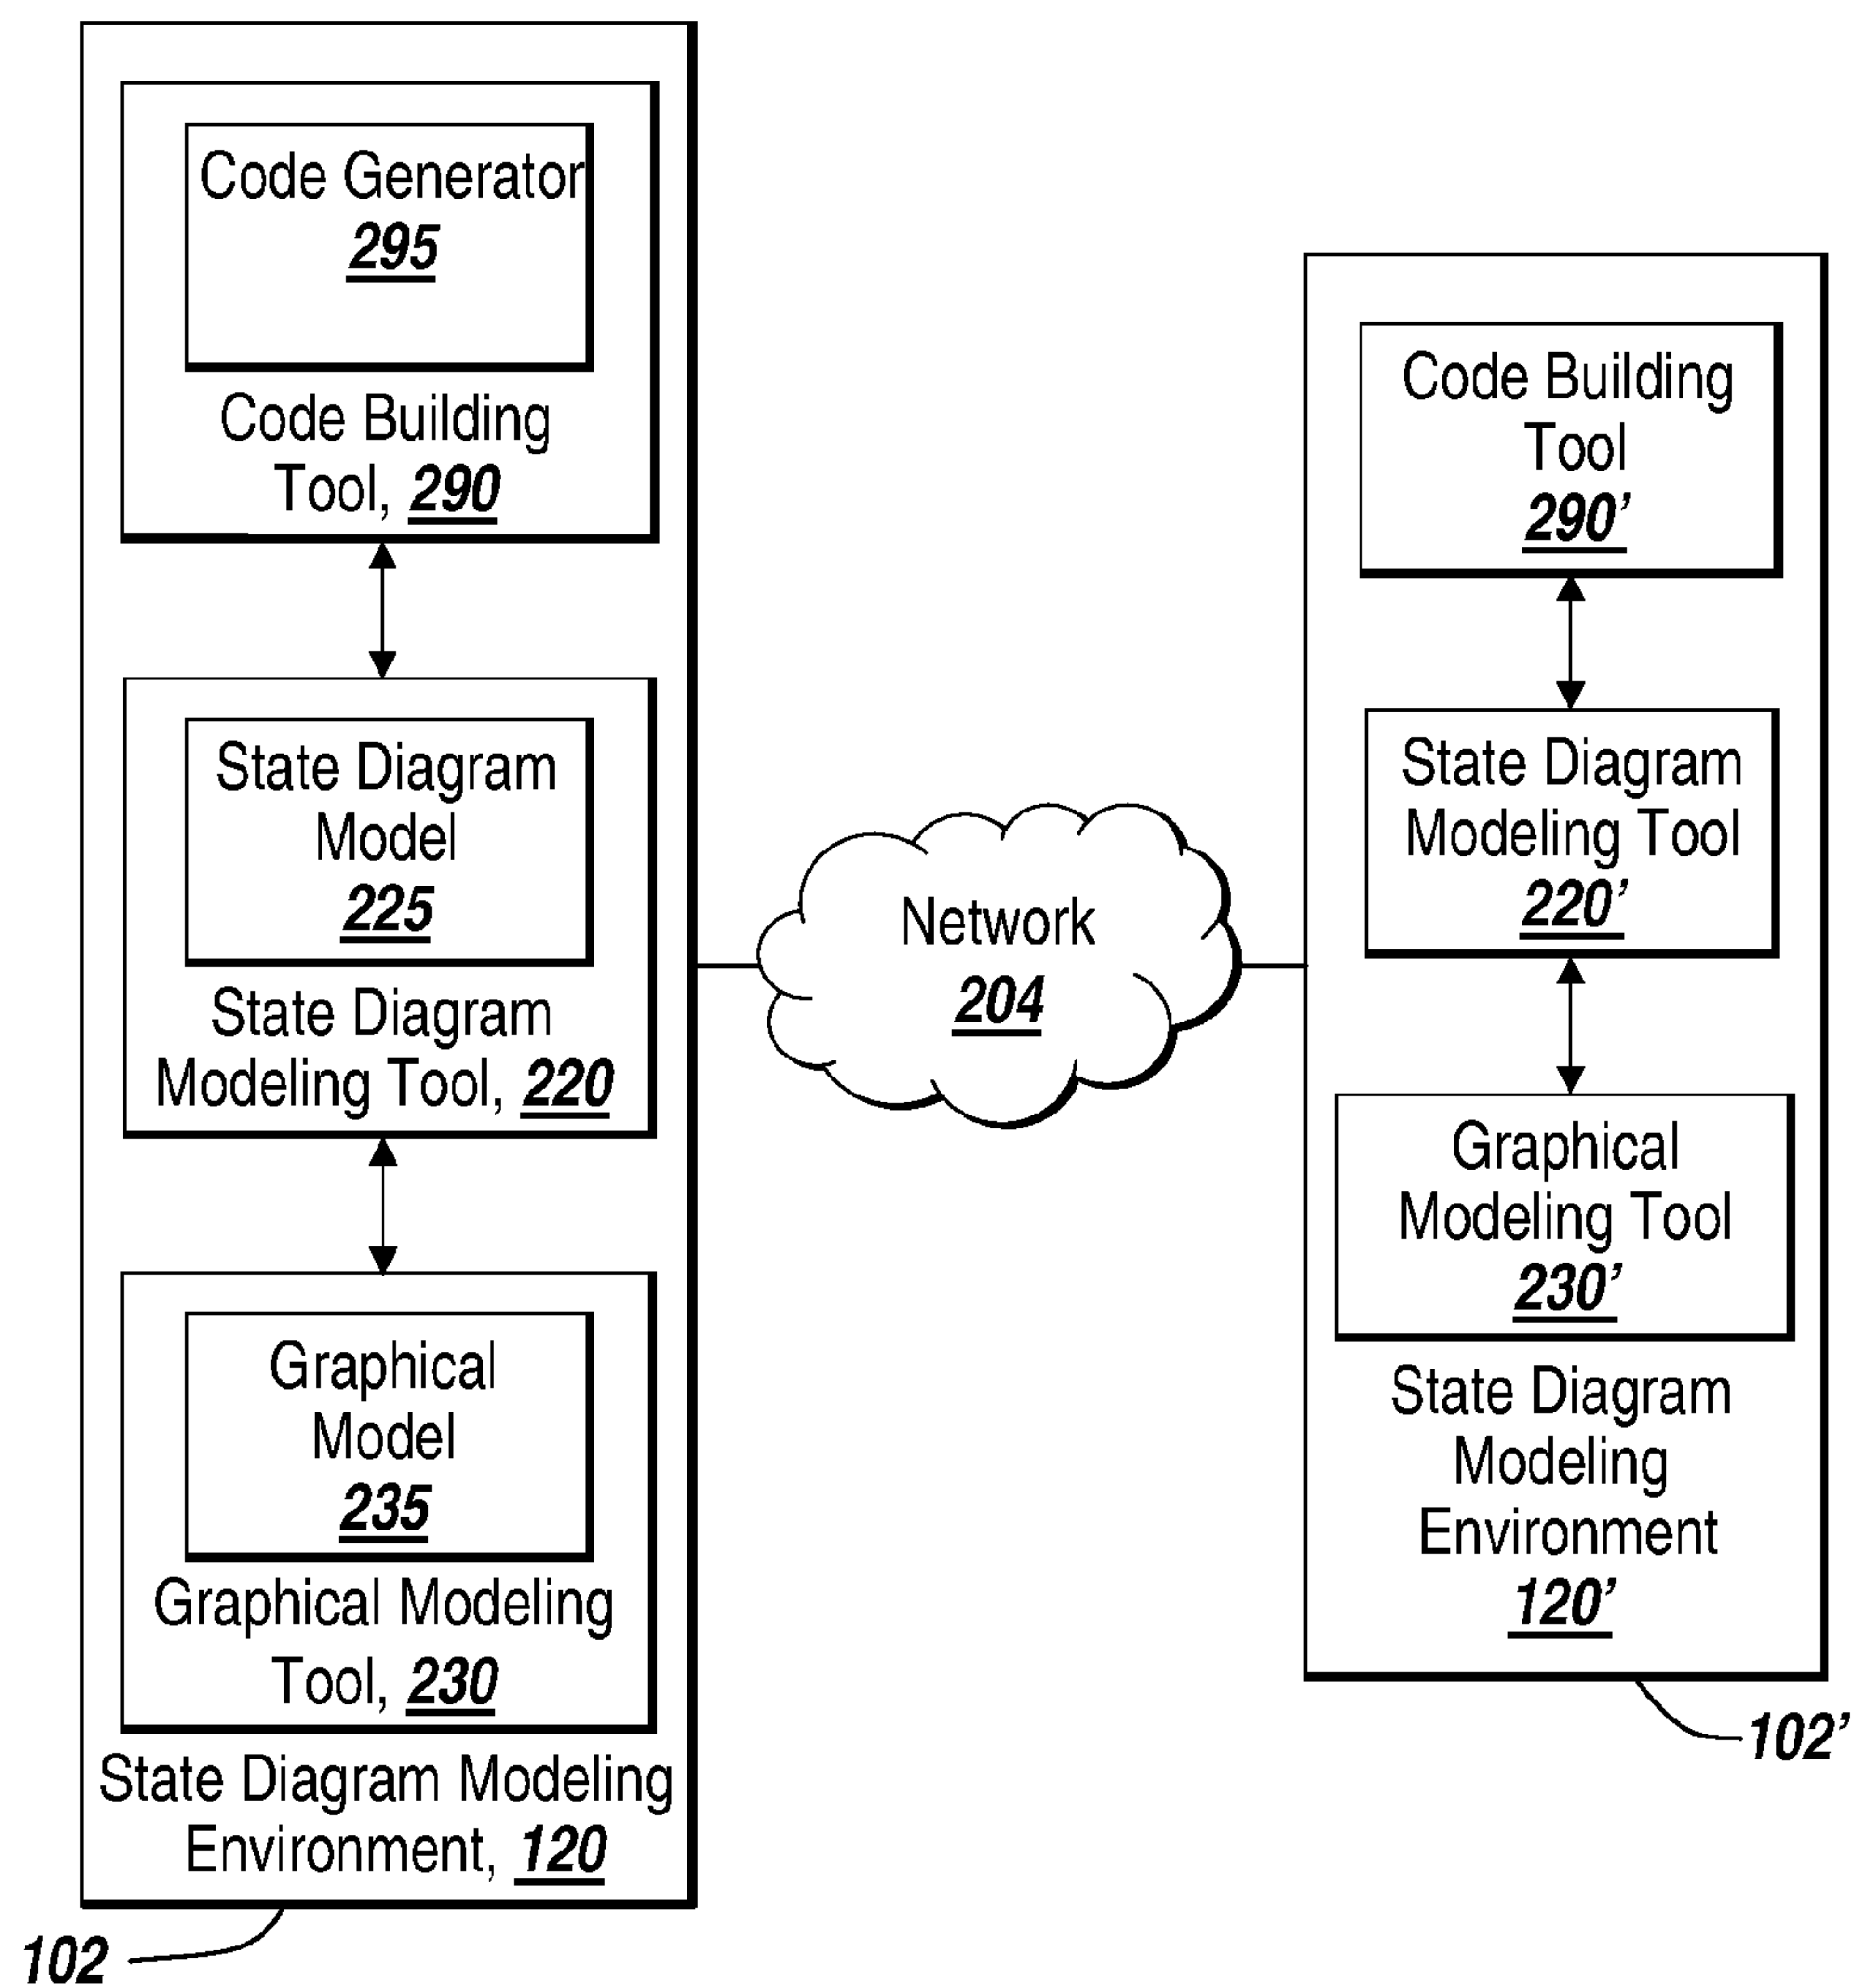 Code Generator
295
Code Building
Tool, 290
State Diagram
Model
225
State Diagram
Modeling Tool, 220
Graphical
Model
235
Graphical Modeling
Tool, 230
State Diagram Modeling
Environment, 120
102
Network
204
Code Building
Tool
290’
State Diagram
Modeling Tool
220’
Graphical
Modeling Tool
230’
State Diagram
Modeling
Environment
120’
102’